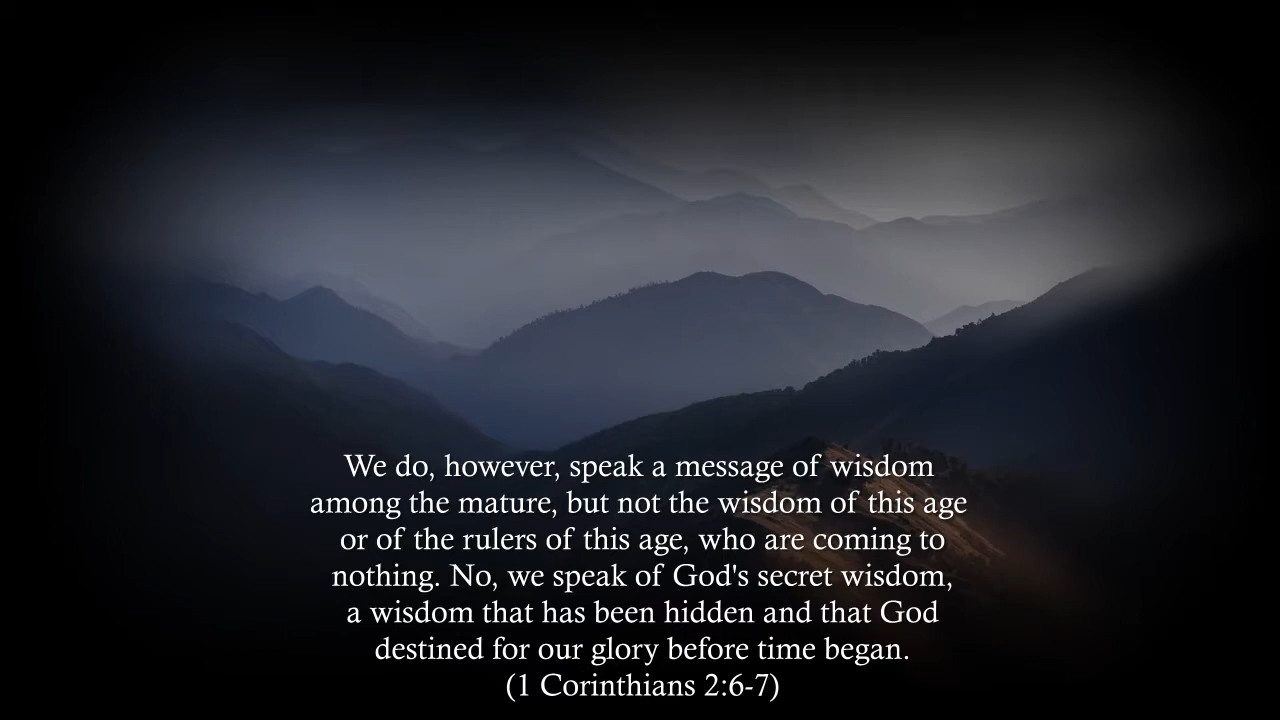 We do, however, speak a message of wisdom
among the mature, but not the wisdom of this age
or of the rulers of this age, who are coming to
nothing. No, we speak of God's secret wisdom,
a wisdom that has been hidden and that God
destined for our glory before time began.
(1 Corinthians 2:6-7)